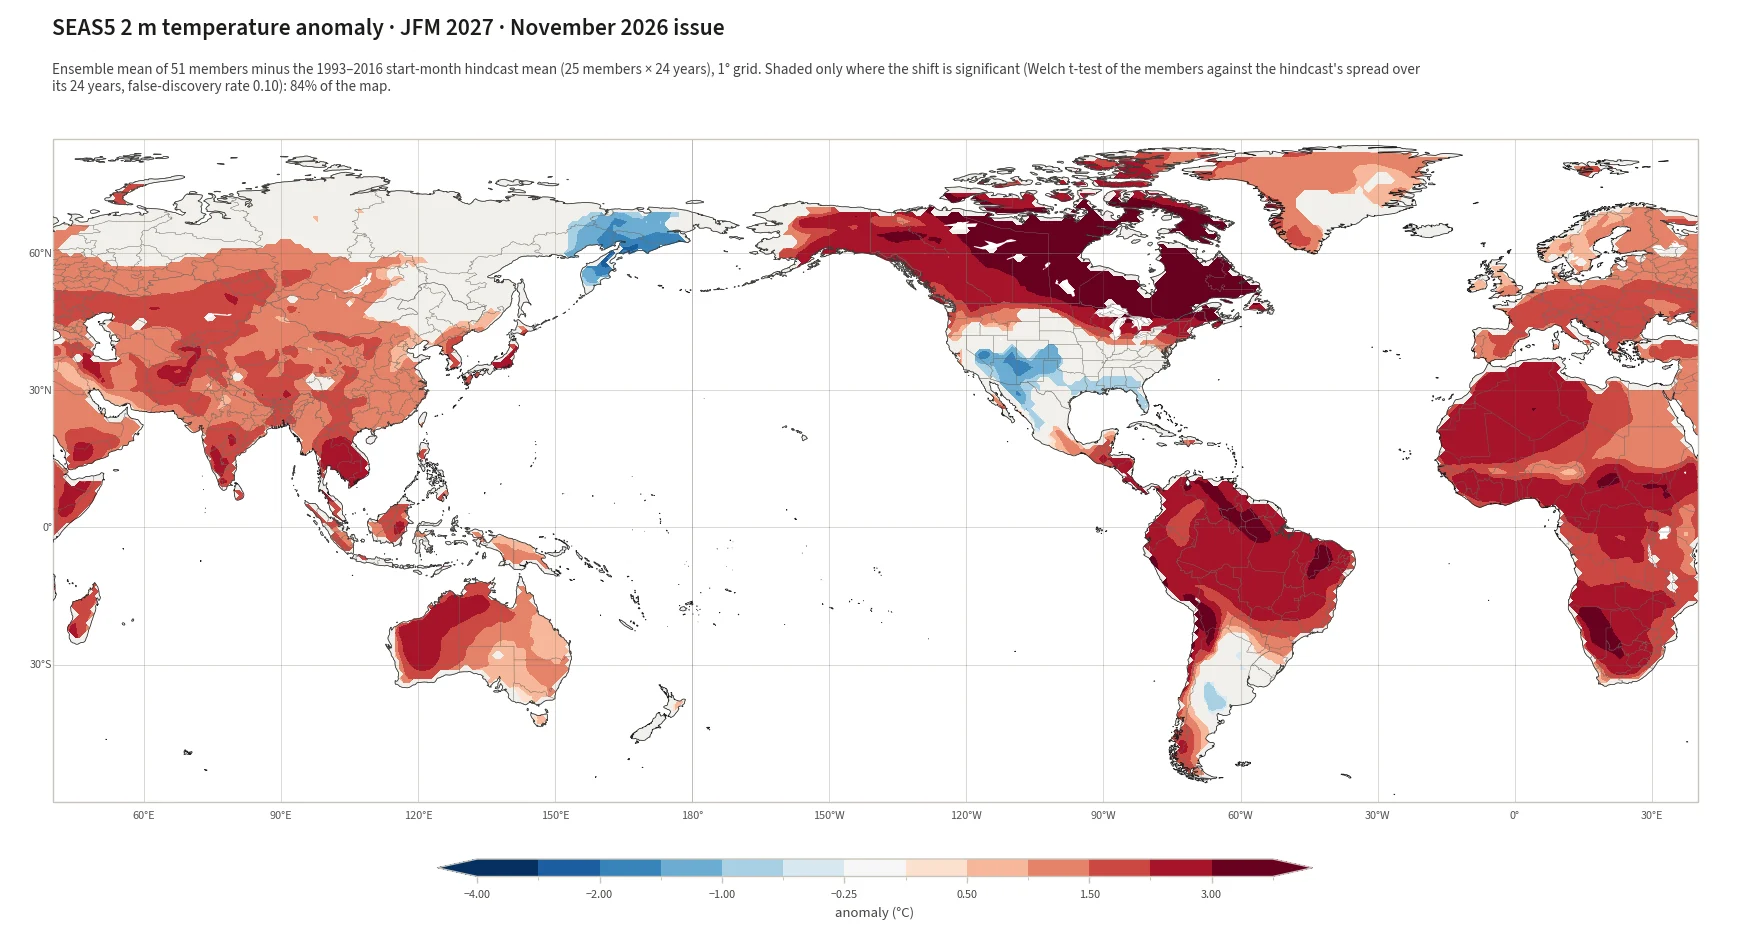 SEAS5 2 m temperature anomaly · JFM 2027 · November 2026 issue
Ensemble mean of 51 members minus the 1993–2016 start-month hindcast mean (25 members × 24 years), 1° grid. Shaded only where the shift is significant (Welch t-test of the members against the hindcast's spread over
its 24 years, false-discovery rate 0.10): 84% of the map.
60°N
30°N
0°
30°S
60°E 90°E 120°E 150°E 180° 150°W 120°W 90°W 60°W 30°W 0° 30°E
−4.00 −2.00 −1.00 −0.25 0.50 1.50 3.00
anomaly (°C)